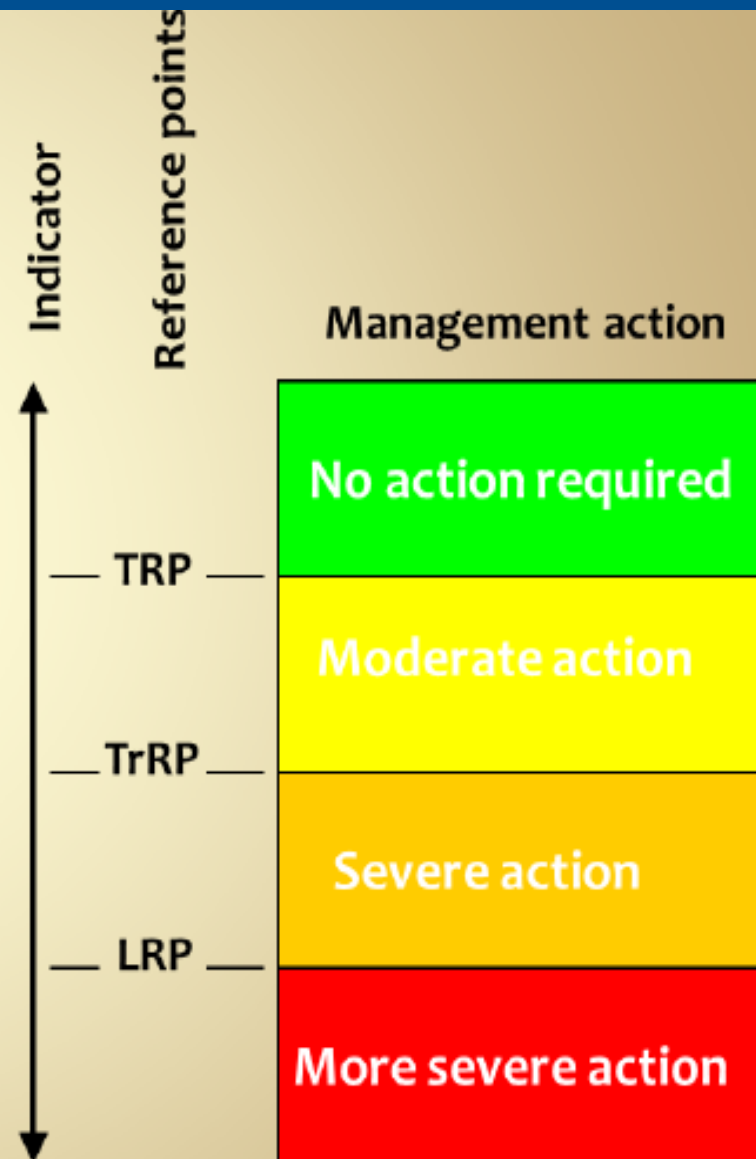 Indicator
Reference points
Management action
No action required
TRP
Moderate action
TrRP
Severe action
LRP
More severe action